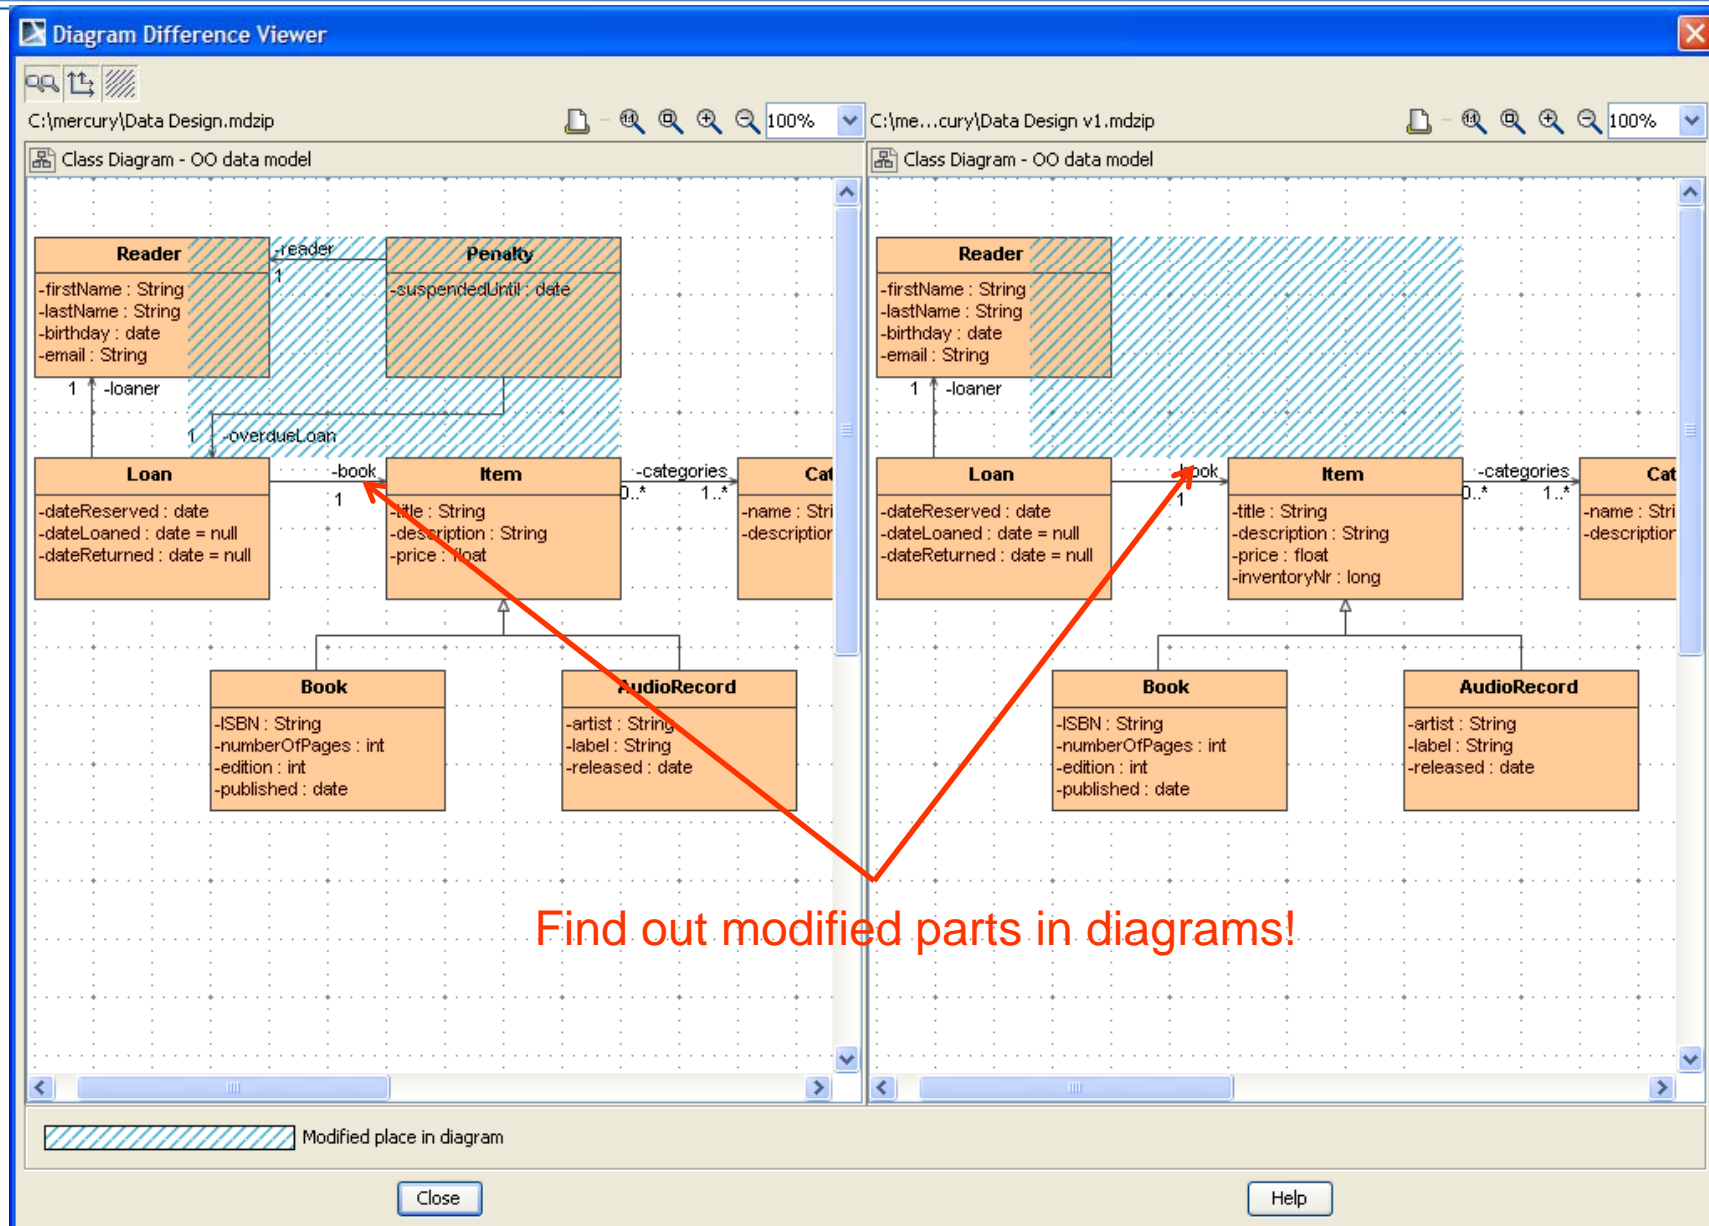 Diagram Difference Viewer
C:\mercury\Data Design.mdzip
100%
C:\me...cury\Data Design v1.mdzip
100%
Class Diagram - OO data model
Reader
-firstName : String
-lastName : String
-birthday : date
-email : String
-reader
1
Penalty
-suspendedUntil : date
1
-loaner
1
-overdueLoan
Loan
-dateReserved : date
-dateLoaned : date = null
-dateReturned : date = null
-book
1
Item
-title : String
-description : String
-price : float
-categories
0..*
1..*
Cat
-name : Stri
-description
Book
-ISBN : String
-numberOfPages : int
-edition : int
-published : date
AudioRecord
-artist : String
-label : String
-released : date
Class Diagram - OO data model
Reader
-firstName : String
-lastName : String
-birthday : date
-email : String
1
-loaner
Loan
-dateReserved : date
-dateLoaned : date = null
-dateReturned : date = null
-book
1
Item
-title : String
-description : String
-price : float
-inventoryNr : long
-categories
0..*
1..*
Cat
-name : Stri
-description
Book
-ISBN : String
-numberOfPages : int
-edition : int
-published : date
AudioRecord
-artist : String
-label : String
-released : date
Find out modified parts in diagrams!
Modified place in diagram
Close
Help